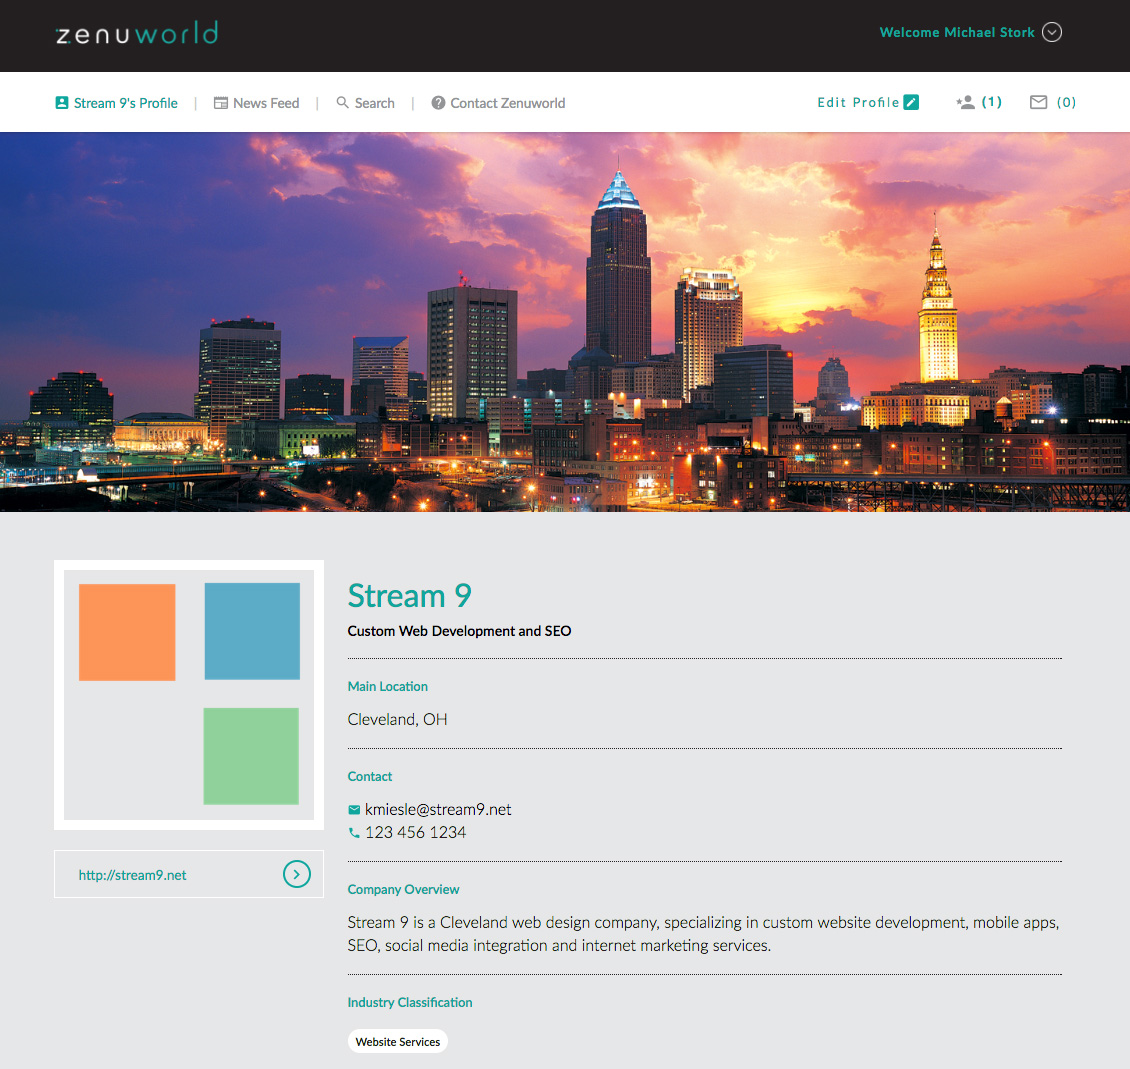 zenuworld
Welcome Michael Stork
Stream 9's Profile | News Feed | Search | Contact Zenuworld
Edit Profile (1) (0)
Stream 9
Custom Web Development and SEO
Main Location
Cleveland, OH
Contact
kmiesle@stream9.net
123 456 1234
http://stream9.net
Company Overview
Stream 9 is a Cleveland web design company, specializing in custom website development, mobile apps,
SEO, social media integration and internet marketing services.
Industry Classification
Website Services